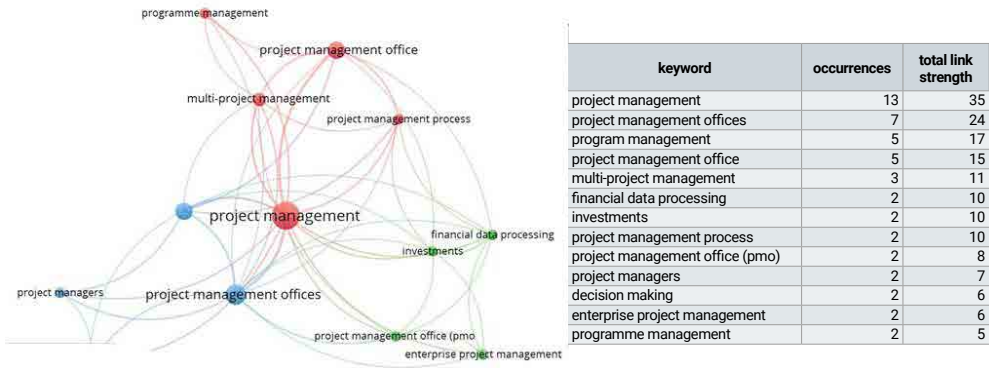 programme management
project management office
multi-project management
project management process
project management
financial data processing
investments
project managers
project management offices
project management office (pmo
enterprise project management
keyword occurrences total link strength
project management 13 35
project management offices 7 24
program management 5 17
project management office 5 15
multi-project management 3 11
financial data processing 2 10
investments 2 10
project management process 2 10
project management office (pmo) 2 8
project managers 2 7
decision making 2 6
enterprise project management 2 6
programme management 2 5